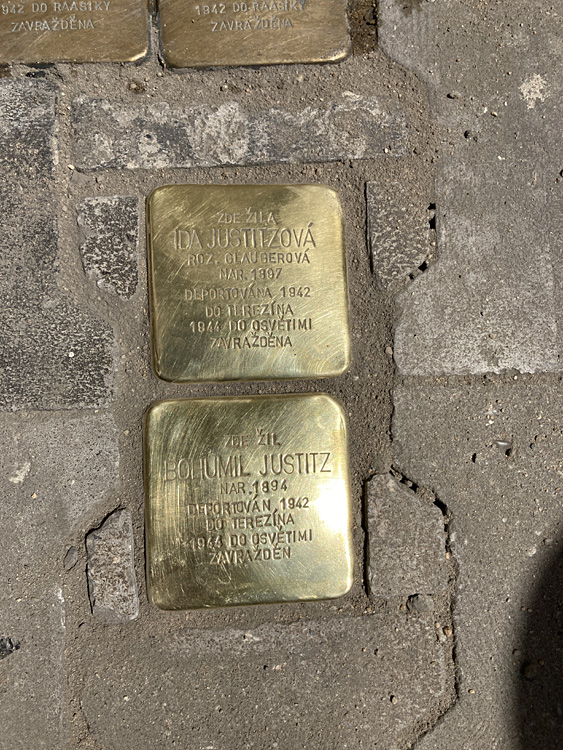 1942 DO RAASIKY
ZAVRAŽDĚNA
1942 DO RAASIKY
ZAVRAŽDĚNA
ZDE ŽILA
IDA JUSTITZOVÁ
ROZ. GLAUBEROVÁ
NAR. 1897
DEPORTOVÁNA 1942
DO TEREZÍNA
1944 DO OSVĚTIMI
ZAVRAŽDĚNA
ZDE ŽIL
BOHUMIL JUSTITZ
NAR. 1894
DEPORTOVÁN 1942
DO TEREZÍNA
1944 DO OSVĚTIMI
ZAVRAŽDĚN